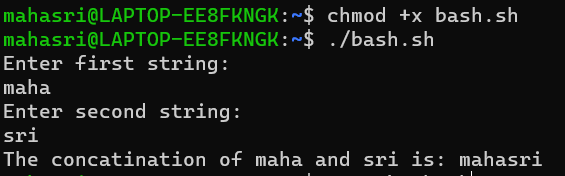 mahasri@LAPTOP-EE8FKNGK:~$ chmod +x bash.sh
mahasri@LAPTOP-EE8FKNGK:~$ ./bash.sh
Enter first string:
maha
Enter second string:
sri
The concatination of maha and sri is: mahasri